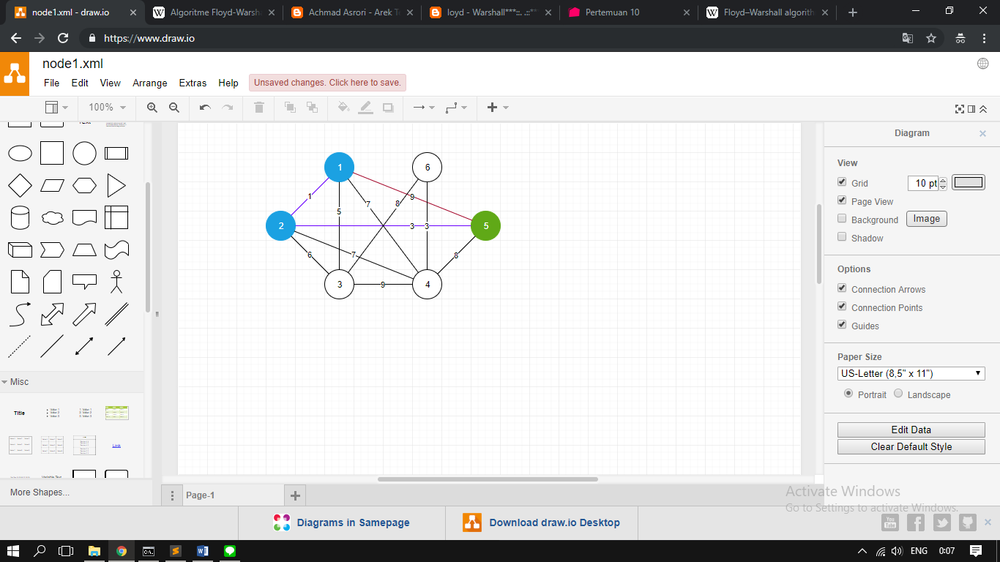 node1.xml - draw.io
Algoritme Floyd-Warsh
Achmad Asrori - Arek T
loyd - Warshall***::. .::**
Pertemuan 10
Floyd–Warshall algorith
https://www.draw.io
node1.xml
File Edit View Arrange Extras Help Unsaved changes. Click here to save.
100%
Diagram
View
Grid 10 pt
Page View
Background Image
Shadow
Options
Connection Arrows
Connection Points
Guides
Paper Size
US-Letter (8,5" x 11")
Portrait Landscape
Edit Data
Clear Default Style
1 6
1 5 7 8 9
2 3 3 5
6 7 8
3 9 4
Misc
Title
Link
More Shapes...
Page-1
Activate Windows
Go to Settings to activate Windows.
Diagrams in Samepage
Download draw.io Desktop
You
Tube
ENG 0:07